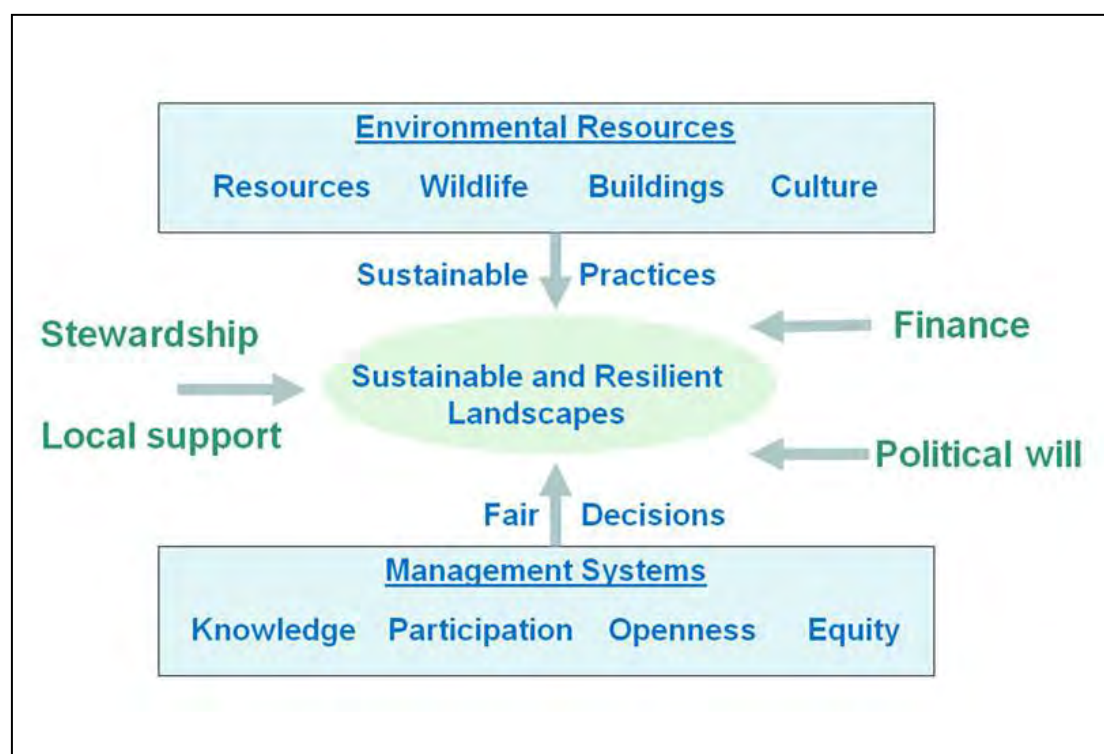 Environmental Resources
Resources Wildlife Buildings Culture
Sustainable Practices
Stewardship
Finance
Sustainable and Resilient
Landscapes
Local support
Political will
Fair Decisions
Management Systems
Knowledge Participation Openness Equity